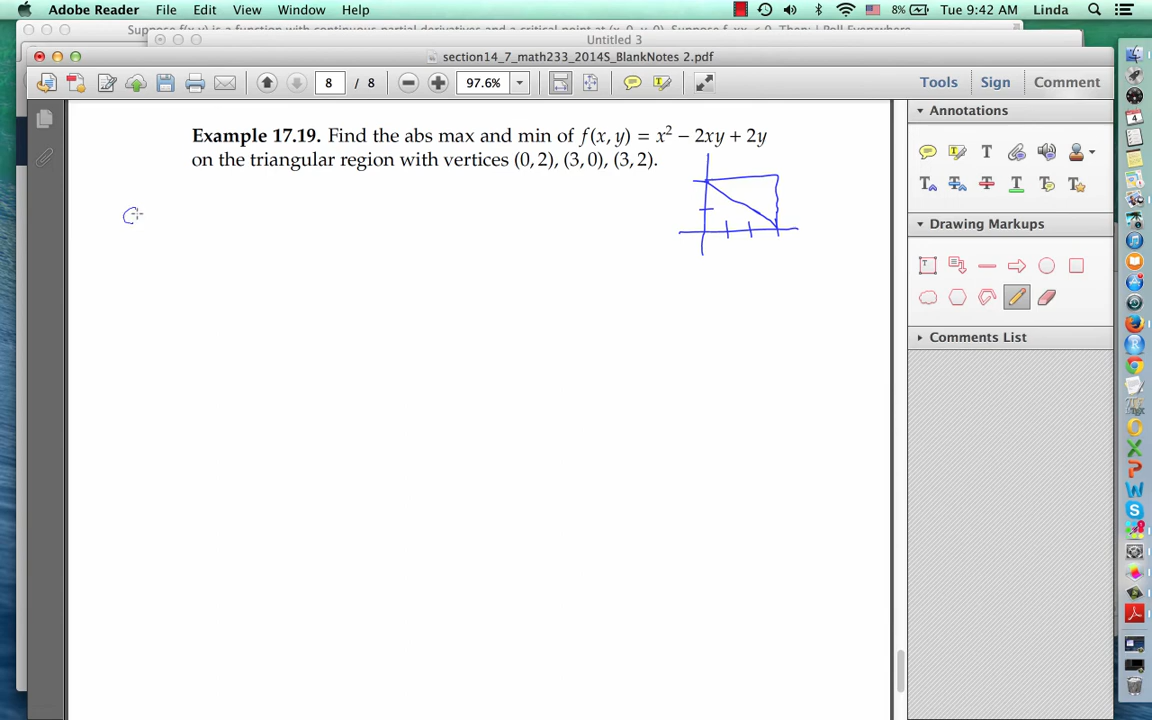 Adobe Reader File Edit View Window Help 8% Tue 9:42 AM Linda
Untitled 3
section14_7_math233_2014S_BlankNotes 2.pdf
8 / 8 97.6% Tools Sign Comment
Example 17.19. Find the abs max and min of f(x, y) = x² − 2xy + 2y
on the triangular region with vertices (0, 2), (3, 0), (3, 2).
Annotations
T
T T T T
Drawing Markups
T
Comments List